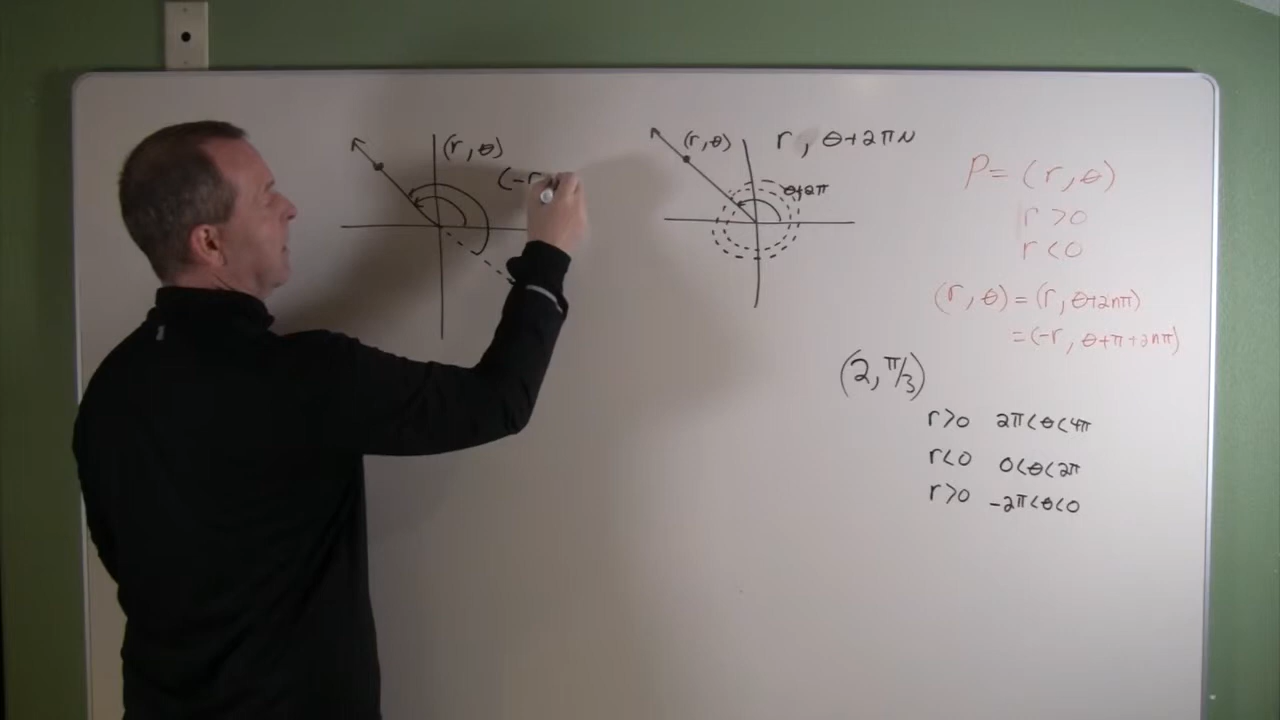 (r, θ)
(-r,
(r, θ)
r, θ+2πN
θ+2π
P = (r, θ)
r > 0
r < 0
(r, θ) = (r, θ+2nπ)
= (-r, θ+π+2nπ)
(2, π/3)
r>0 2π<θ<4π
r<0 0<θ<2π
r>0 -2π<θ<0